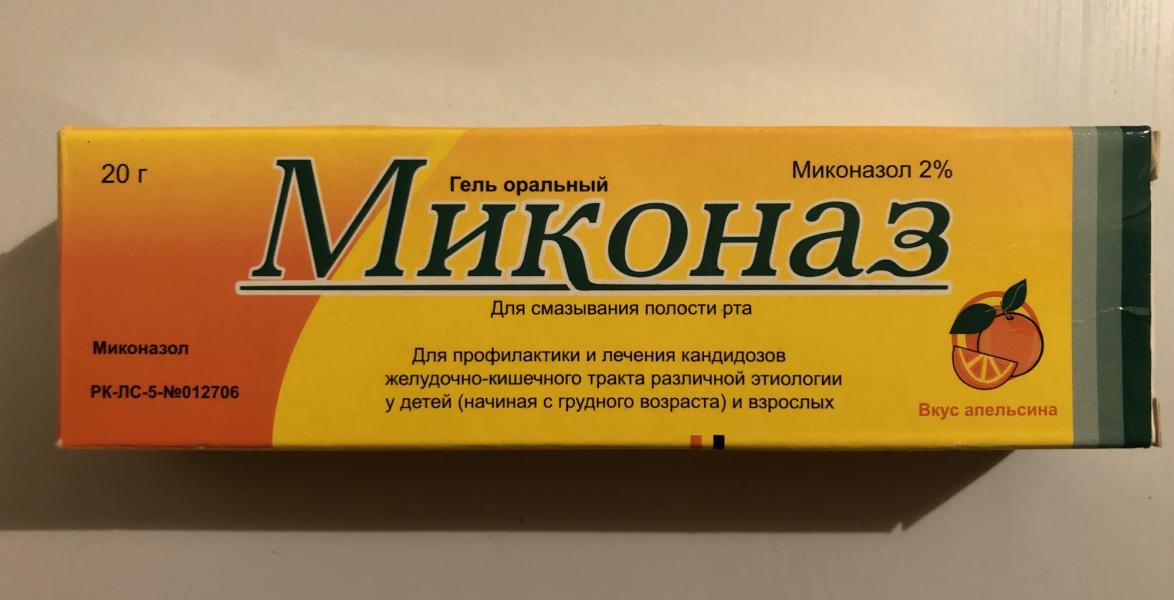 20 г
Гель оральный
Миконазол 2%
Миконаз
Для смазывания полости рта
Миконазол
РК-ЛС-5-№012706
Для профилактики и лечения кандидозов
желудочно-кишечного тракта различной этиологии
у детей (начиная с грудного возраста) и взрослых
Вкус апельсина